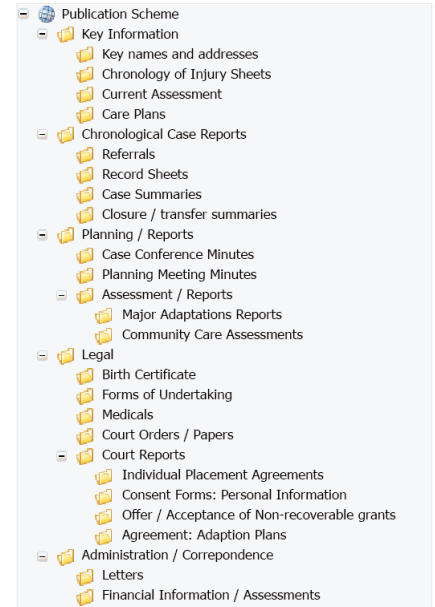 Publication Scheme
Key Information
Key names and addresses
Chronology of Injury Sheets
Current Assessment
Care Plans
Chronological Case Reports
Referrals
Record Sheets
Case Summaries
Closure / transfer summaries
Planning / Reports
Case Conference Minutes
Planning Meeting Minutes
Assessment / Reports
Major Adaptations Reports
Community Care Assessments
Legal
Birth Certificate
Forms of Undertaking
Medicals
Court Orders / Papers
Court Reports
Individual Placement Agreements
Consent Forms: Personal Information
Offer / Acceptance of Non-recoverable grants
Agreement: Adaption Plans
Administration / Correpondence
Letters
Financial Information / Assessments